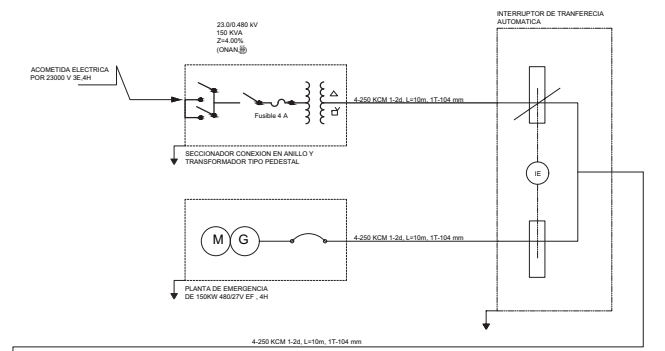 INTERRUPTOR DE TRANFERECIA
AUTOMATICA
23.0/0.480 kV
150 KVA
Z=4.00%
(ONAN,
ACOMETIDA ELECTRICA
POR 23000 V 3E,4H
Fusible 4 A
4-250 KCM 1-2d, L=10m, 1T-104 mm
SECCIONADOR CONEXION EN ANILLO Y
TRANSFORMADOR TIPO PEDESTAL
IE
M G
4-250 KCM 1-2d, L=10m, 1T-104 mm
PLANTA DE EMERGENCIA
DE 150KW 480/27V EF , 4H
4-250 KCM 1-2d, L=10m, 1T-104 mm